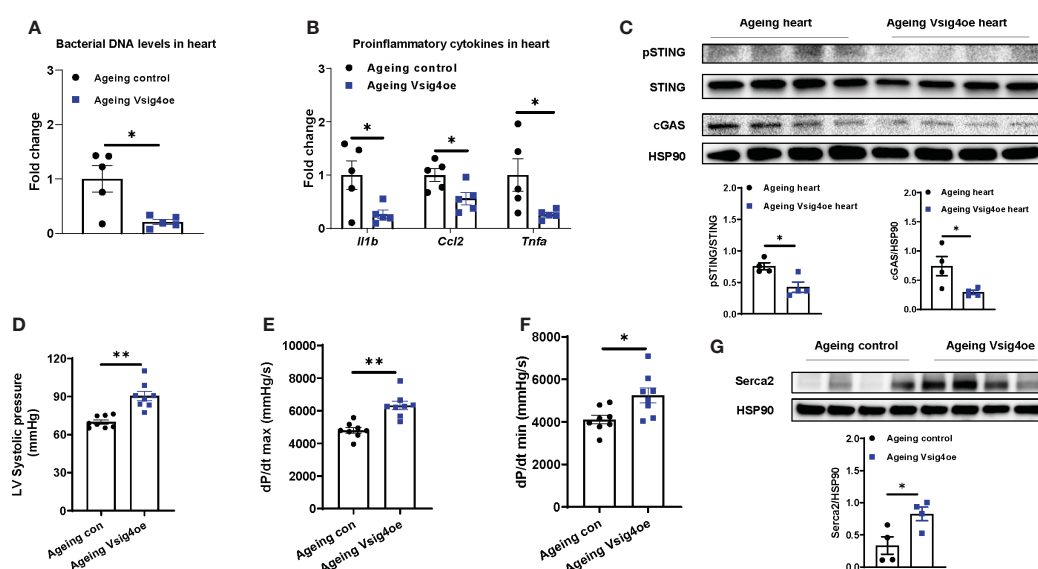 A
Bacterial DNA levels in heart
3
2
1
0
Fold change
Ageing control
Ageing Vsig4oe
*
B
Proinflammatory cytokines in heart
3
2
1
0
Fold change
Ageing control
Ageing Vsig4oe
*
*
*
Il1b
Ccl2
Tnfa
C
Ageing heart
Ageing Vsig4oe heart
pSTING
STING
cGAS
HSP90
2.0
1.5
1.0
0.5
0.0
pSTING/STING
Ageing heart
Ageing Vsig4oe heart
*
2.0
1.5
1.0
0.5
0.0
cGAS/HSP90
Ageing heart
Ageing Vsig4oe heart
*
D
120
90
60
30
0
LV Systolic pressure
(mmHg)
**
Ageing con
Ageing Vsig4oe
E
10000
8000
6000
4000
2000
0
dP/dt max (mmHg/s)
**
Ageing con
Ageing Vsig4oe
F
8000
6000
4000
2000
0
dP/dt min (mmHg/s)
*
Ageing con
Ageing Vsig4oe
G
Ageing control
Ageing Vsig4oe
Serca2
HSP90
Ageing control
Ageing Vsig4oe
2.0
1.5
1.0
0.5
0.0
Serca2/HSP90
*